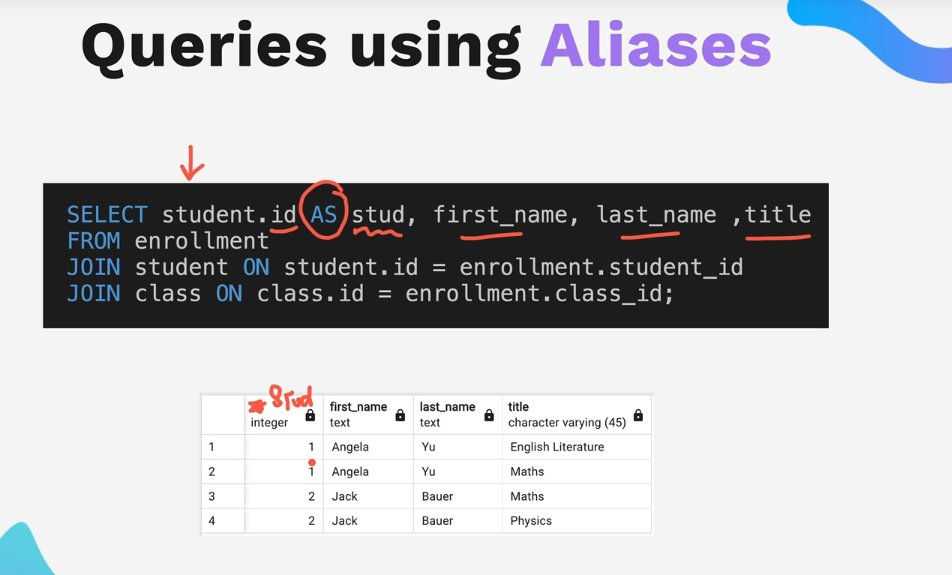 Queries using Aliases
SELECT student.id AS stud, first_name, last_name ,title
FROM enrollment
JOIN student ON student.id = enrollment.student_id
JOIN class ON class.id = enrollment.class_id;
Stud
first_name last_name title
integer text text character varying (45)
1 1 Angela Yu English Literature
2 1 Angela Yu Maths
3 2 Jack Bauer Maths
4 2 Jack Bauer Physics